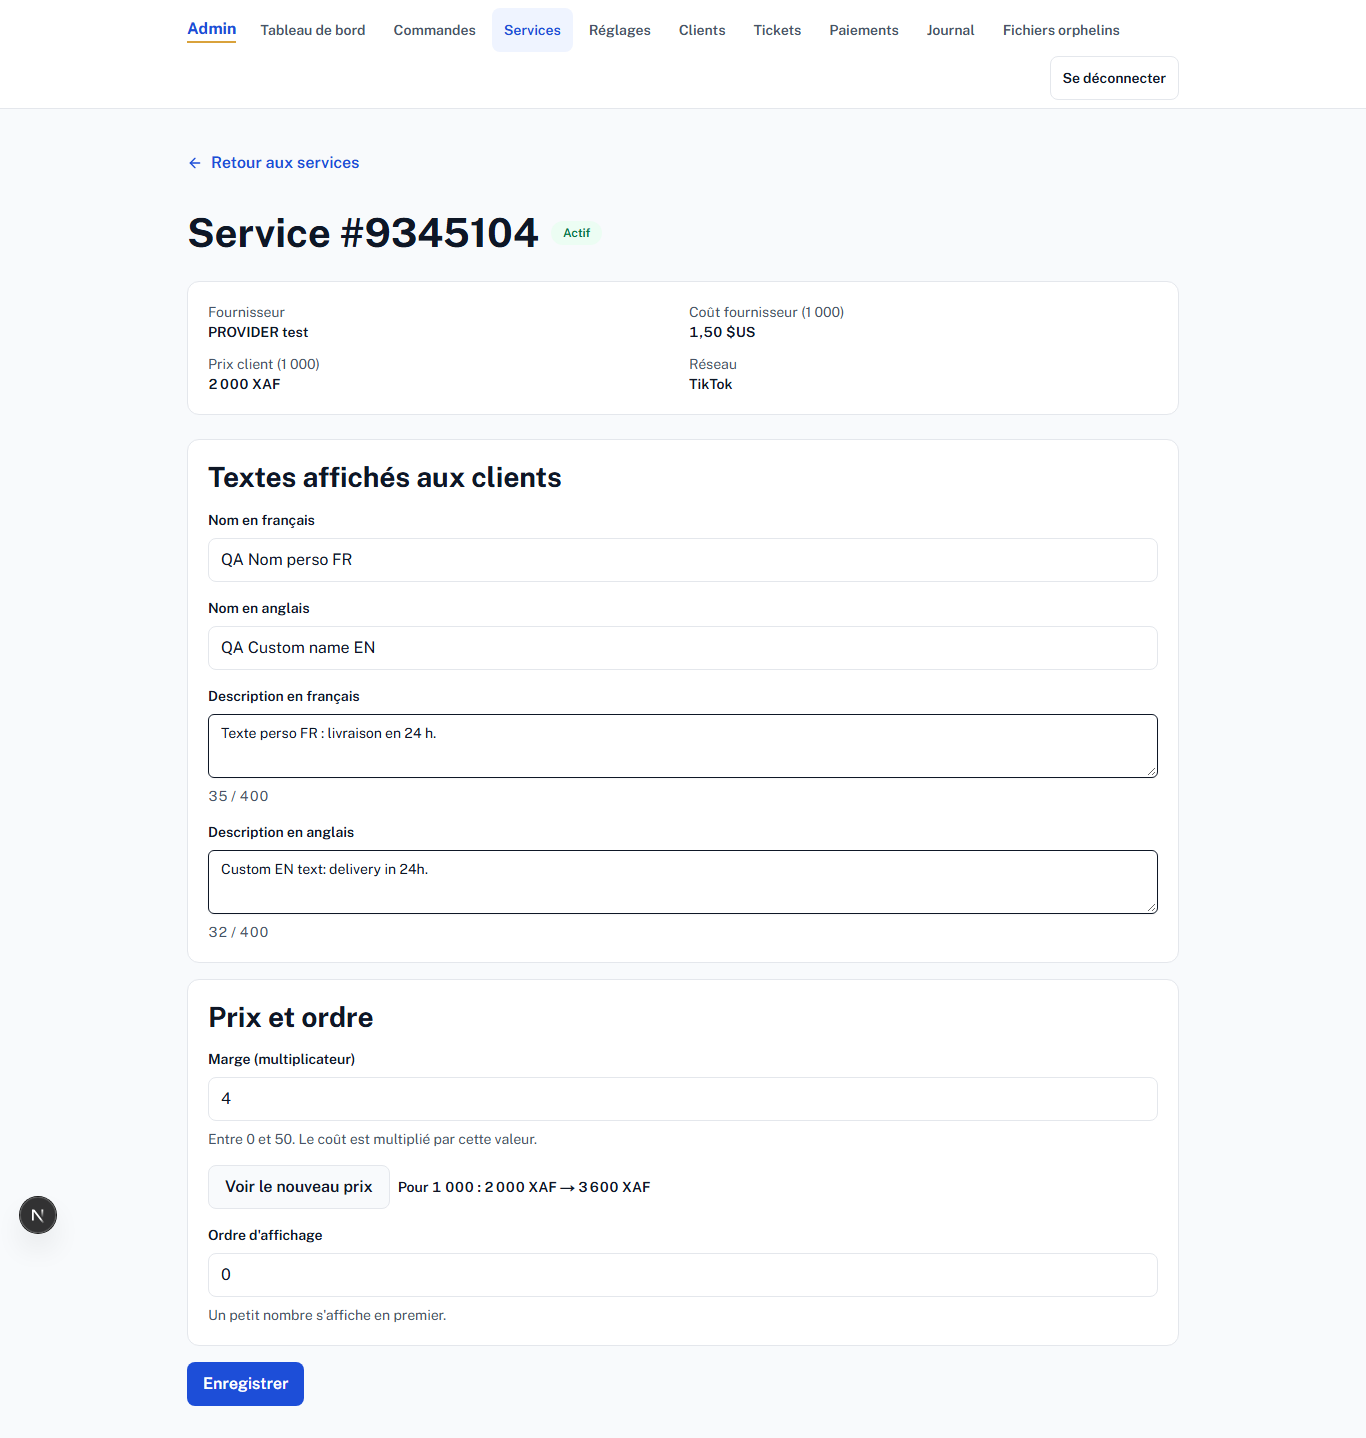 Admin Tableau de bord Commandes Services Réglages Clients Tickets Paiements Journal Fichiers orphelins
Se déconnecter
← Retour aux services
Service #9345104 Actif
Fournisseur
PROVIDER test
Coût fournisseur (1 000)
1,50 $US
Prix client (1 000)
2 000 XAF
Réseau
TikTok
Textes affichés aux clients
Nom en français
QA Nom perso FR
Nom en anglais
QA Custom name EN
Description en français
Texte perso FR : livraison en 24 h.
35 / 400
Description en anglais
Custom EN text: delivery in 24h.
32 / 400
Prix et ordre
Marge (multiplicateur)
4
Entre 0 et 50. Le coût est multiplié par cette valeur.
Voir le nouveau prix Pour 1 000 : 2 000 XAF → 3 600 XAF
N
Ordre d'affichage
0
Un petit nombre s'affiche en premier.
Enregistrer